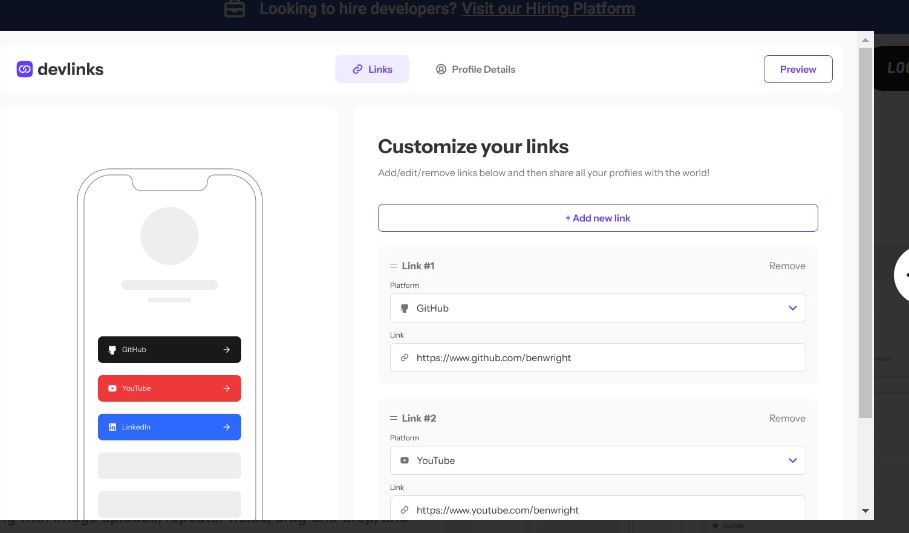 Looking to hire developers? Visit our Hiring Platform
devlinks
Links
Profile Details
Preview
Customize your links
Add/edit/remove links below and then share all your profiles with the world!
+ Add new link
Link #1
Remove
Platform
GitHub
Link
https://www.github.com/benwright
Link #2
Remove
Platform
YouTube
Link
https://www.youtube.com/benwright
GitHub
YouTube
LinkedIn
LO
Youtube